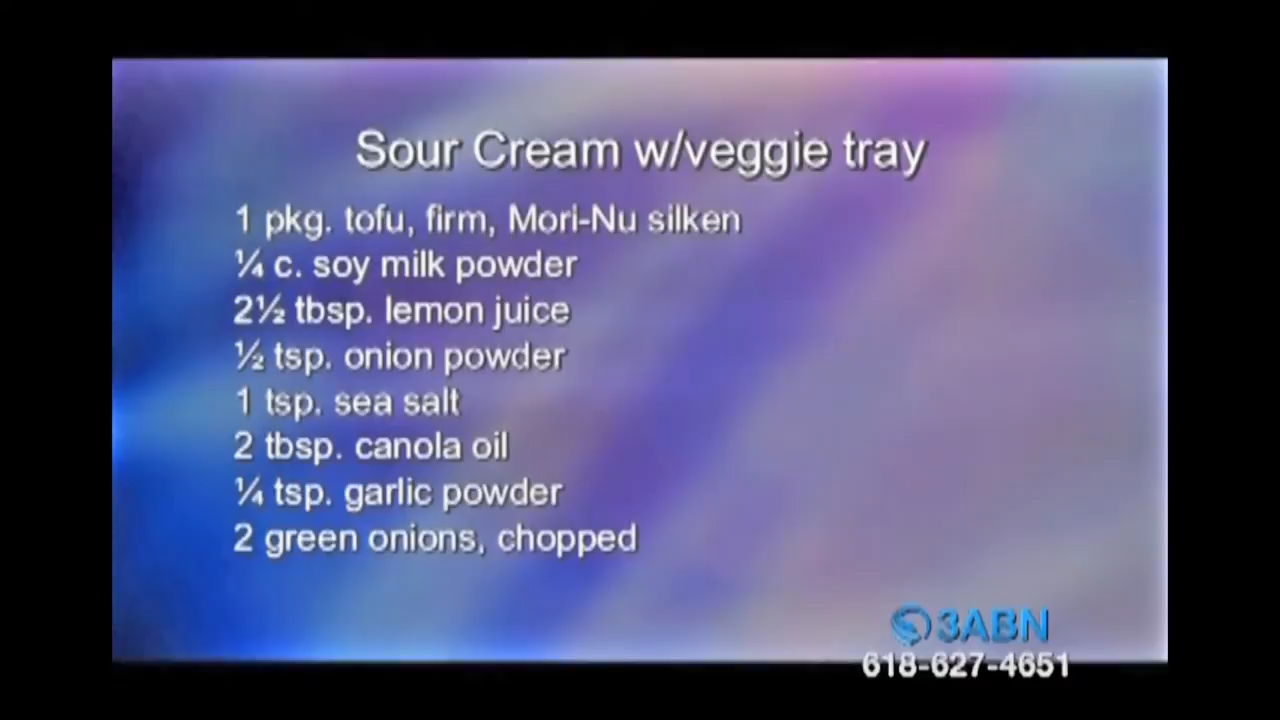 Sour Cream w/veggie tray
1 pkg. tofu, firm, Mori-Nu silken
¼ c. soy milk powder
2½ tbsp. lemon juice
½ tsp. onion powder
1 tsp. sea salt
2 tbsp. canola oil
¼ tsp. garlic powder
2 green onions, chopped
3ABN
618-627-4651